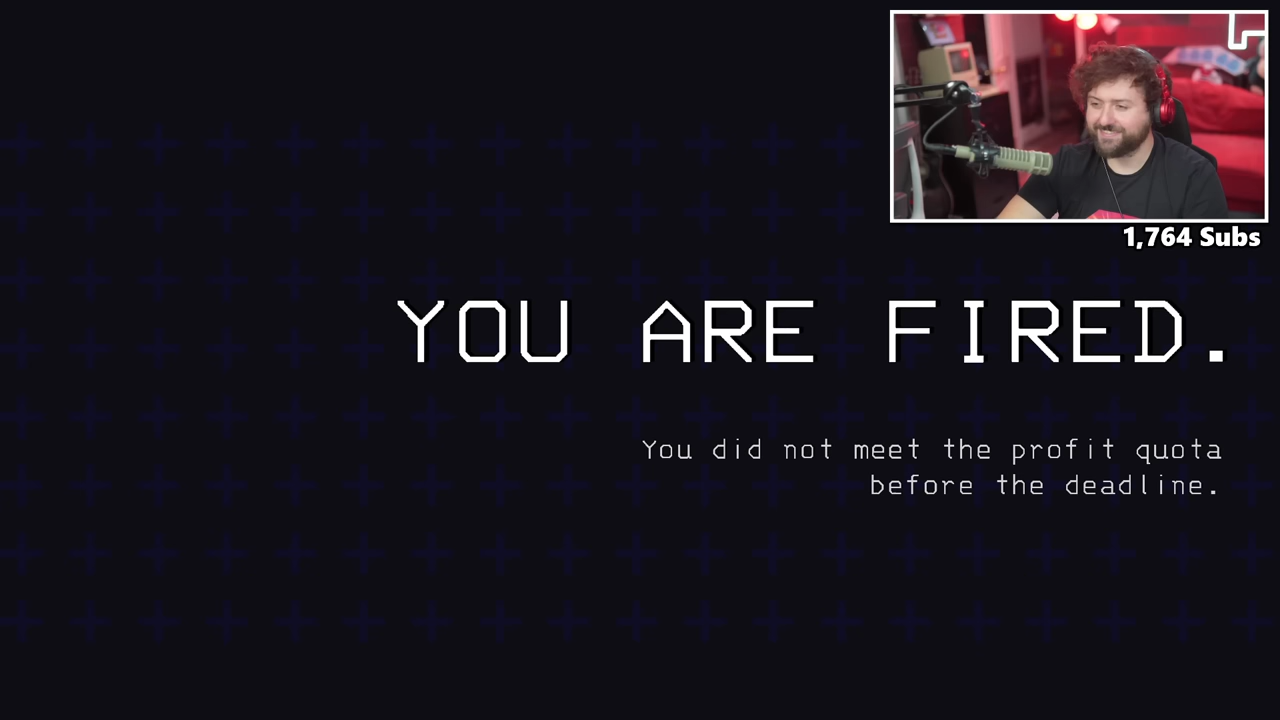 1,764 Subs
YOU ARE FIRED.
You did not meet the profit quota
before the deadline.